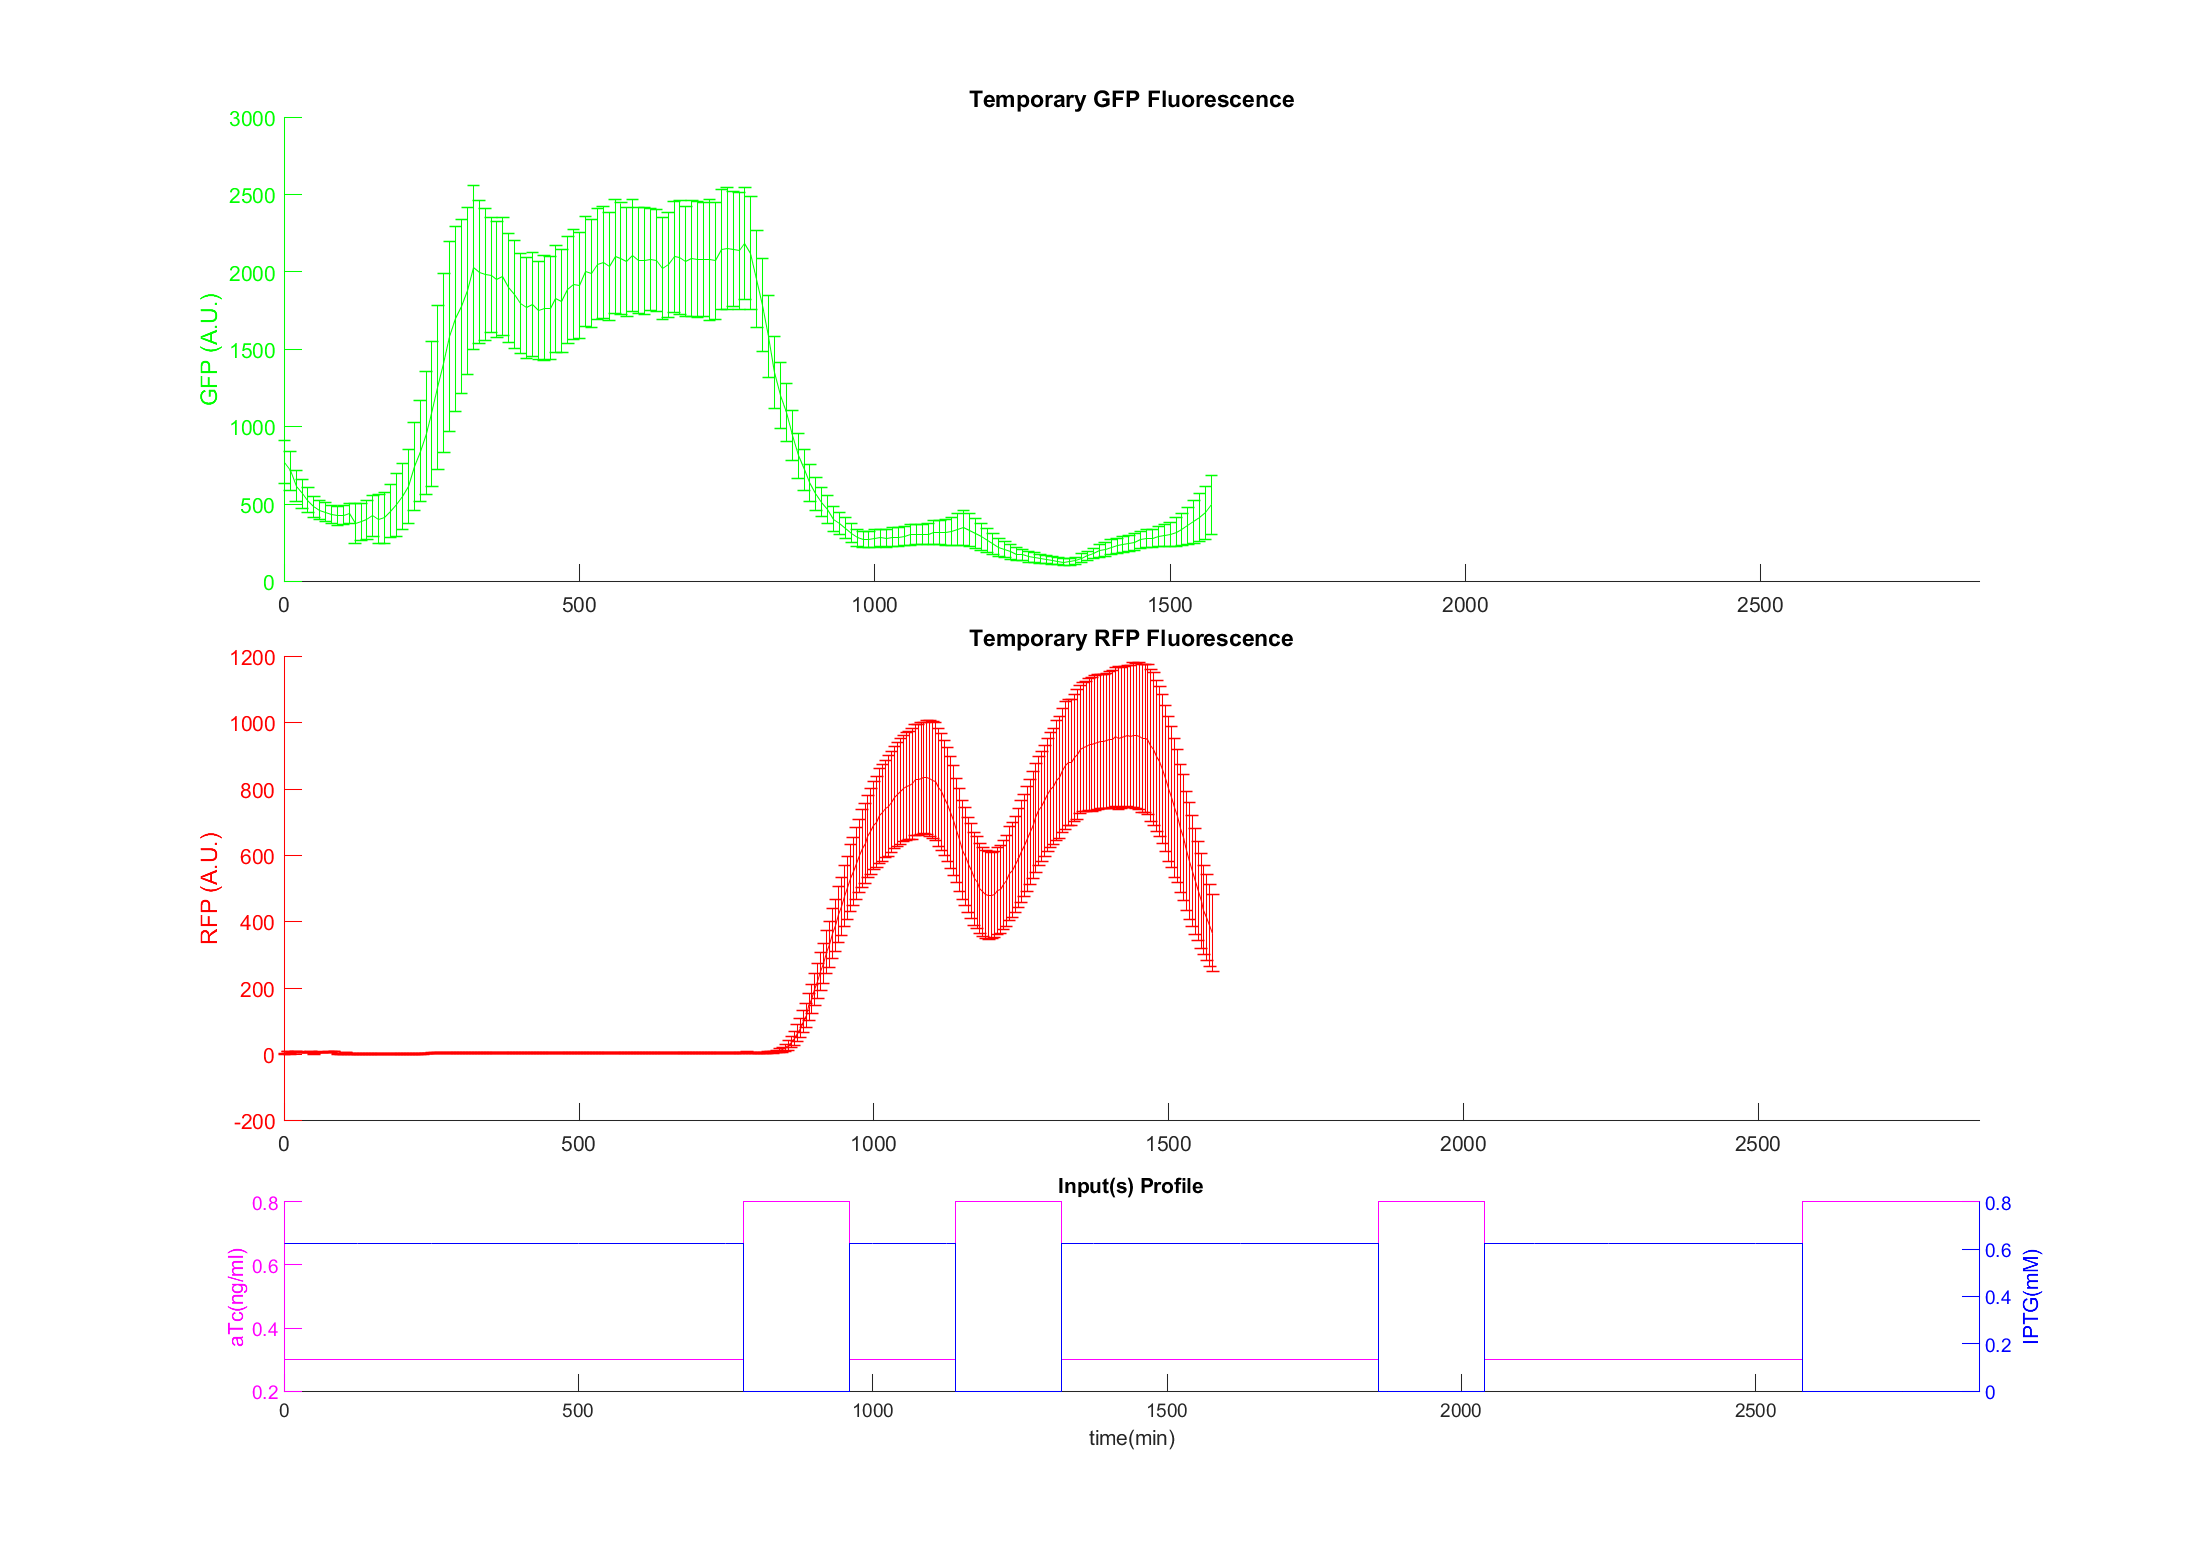 Temporary GFP Fluorescence
3000
2500
2000
1500
1000
500
0
GFP (A.U.)
0 500 1000 1500 2000 2500
Temporary RFP Fluorescence
1200
1000
800
600
400
200
0
-200
RFP (A.U.)
0 500 1000 1500 2000 2500
Input(s) Profile
0.8
0.6
0.4
0.2
aTc(ng/ml)
0.8
0.6
0.4
0.2
0
IPTG(mM)
0 500 1000 1500 2000 2500
time(min)